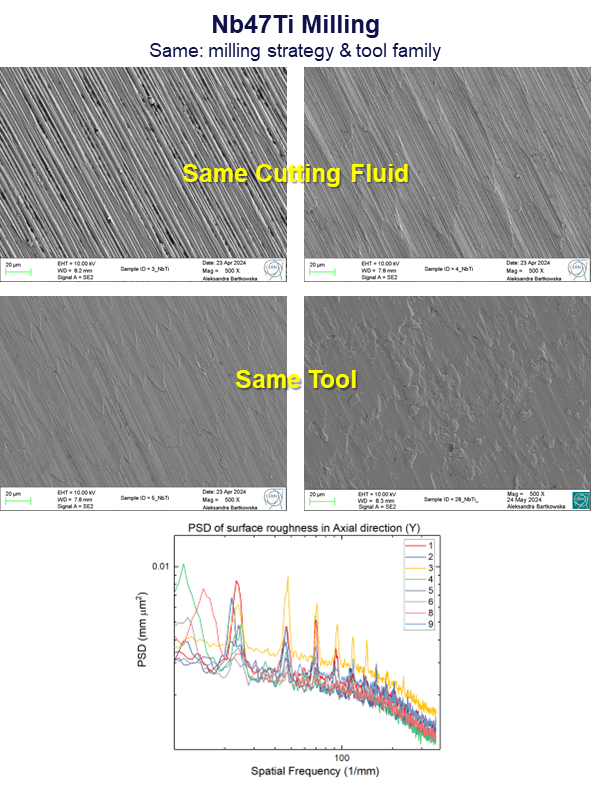 Nb47Ti Milling
Same: milling strategy & tool family
Same Cutting Fluid
20 µm
EHT = 10.00 kV
WD = 8.2 mm
Signal A = SE2
Sample ID = 3_NbTi
Date: 23 Apr 2024
Mag = 500 X
Aleksandra Bartkowska
CERN
20 µm
EHT = 10.00 kV
WD = 7.8 mm
Signal A = SE2
Sample ID = 4_NbTi
Date: 23 Apr 2024
Mag = 500 X
Aleksandra Bartkowska
CERN
Same Tool
20 µm
EHT = 10.00 kV
WD = 7.8 mm
Signal A = SE2
Sample ID = 5_NbTi
Date: 23 Apr 2024
Mag = 500 X
Aleksandra Bartkowska
CERN
20 µm
EHT = 10.00 kV
WD = 8.3 mm
Signal A = SE2
Sample ID = 28_NbTi_
Mag = 500 X
24 May 2024
Aleksandra Bartkowska
CERN
PSD of surface roughness in Axial direction (Y)
0.01
PSD (mm µm²)
1
2
3
4
5
6
8
9
100
Spatial Frequency (1/mm)